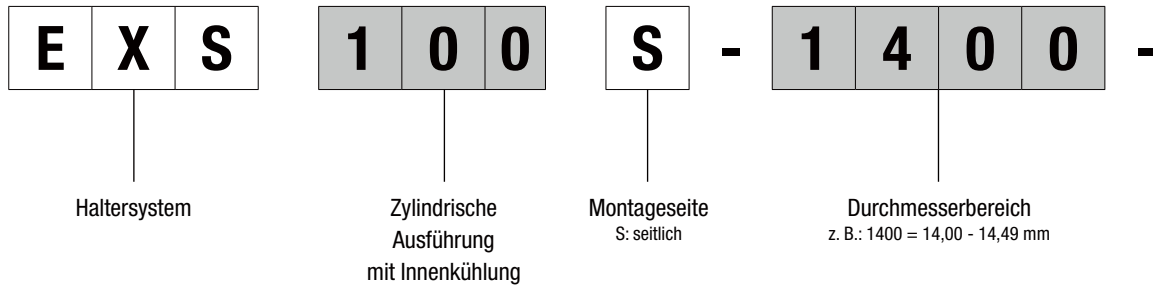 E X S 1 0 0 S - 1 4 0 0 -
Haltersystem
Zylindrische
Ausführung
mit Innenkühlung
Montageseite
S: seitlich
Durchmesserbereich
z. B.: 1400 = 14,00 - 14,49 mm